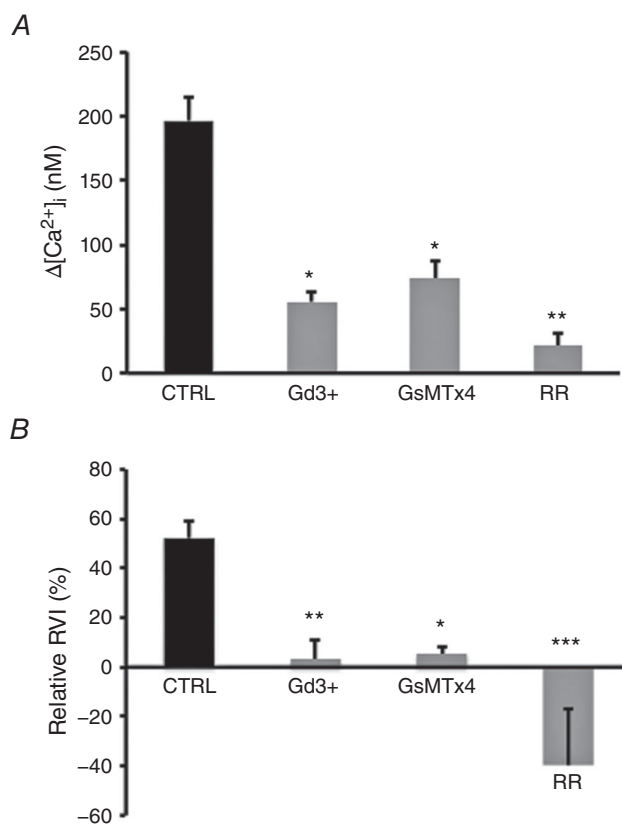 A
250
200
150
100
50
0
Δ[Ca²⁺]ᵢ (nM)
*
*
**
CTRL Gd3+ GsMTx4 RR
B
80
60
40
20
0
−20
−40
−60
Relative RVI (%)
**
*
***
CTRL Gd3+ GsMTx4
RR